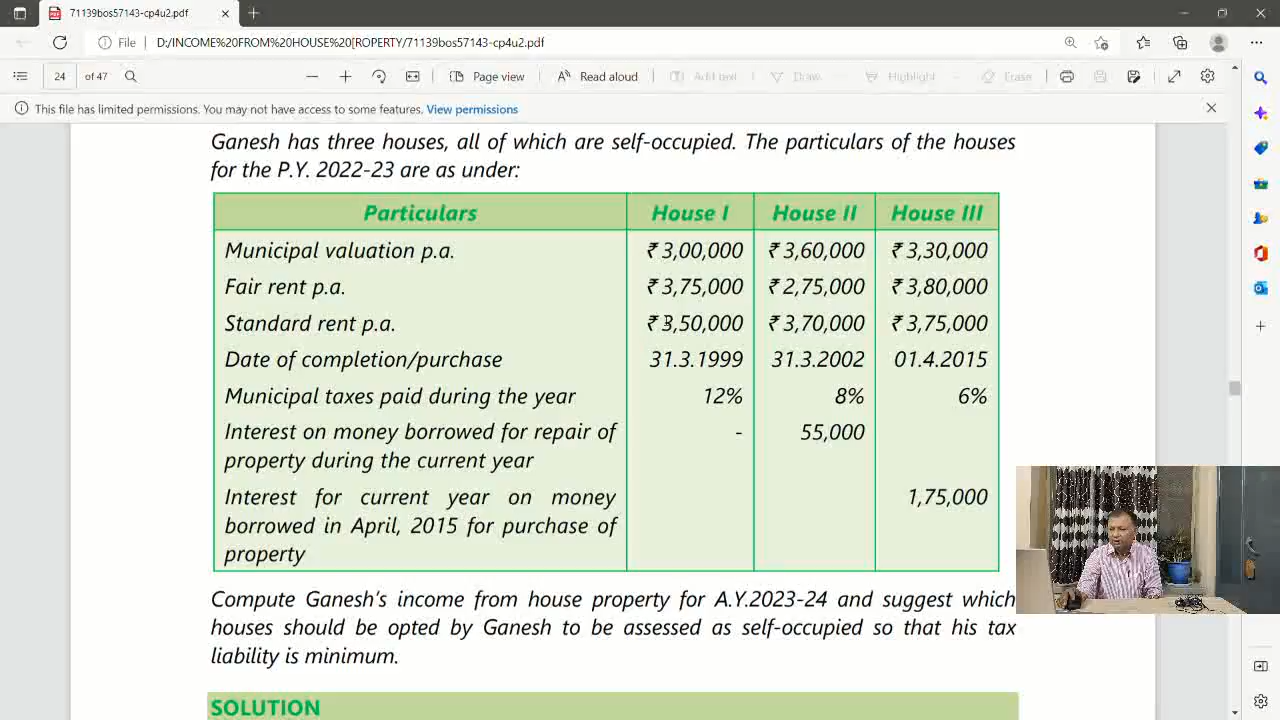 71139bos57143-cp4u2.pdf
File D:/INCOME%20FROM%20HOUSE%20[ROPERTY/71139bos57143-cp4u2.pdf
24 of 47 Page view Read aloud Add text Draw Highlight Erase
This file has limited permissions. You may not have access to some features. View permissions
Ganesh has three houses, all of which are self-occupied. The particulars of the houses
for the P.Y. 2022-23 are as under:
Particulars House I House II House III
Municipal valuation p.a. ₹ 3,00,000 ₹ 3,60,000 ₹ 3,30,000
Fair rent p.a. ₹ 3,75,000 ₹ 2,75,000 ₹ 3,80,000
Standard rent p.a. ₹ 3,50,000 ₹ 3,70,000 ₹ 3,75,000
Date of completion/purchase 31.3.1999 31.3.2002 01.4.2015
Municipal taxes paid during the year 12% 8% 6%
Interest on money borrowed for repair of - 55,000
property during the current year
Interest for current year on money 1,75,000
borrowed in April, 2015 for purchase of
property
Compute Ganesh's income from house property for A.Y.2023-24 and suggest which
houses should be opted by Ganesh to be assessed as self-occupied so that his tax
liability is minimum.
SOLUTION